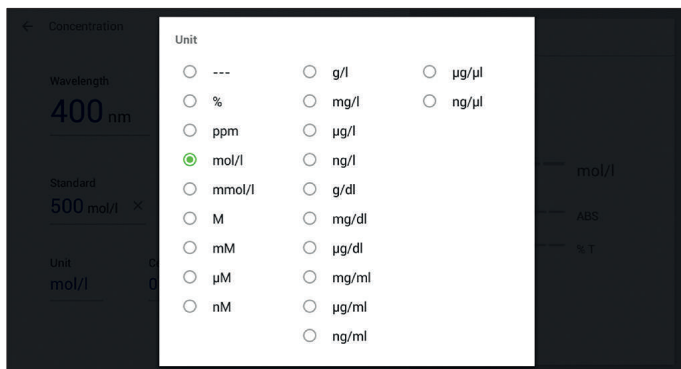 ← Concentration
Wavelength
400 nm
Standard
500 mol/l ×
Unit
mol/l
0
Unit
---
%
ppm
mol/l
mmol/l
M
mM
µM
nM
g/l
mg/l
µg/l
ng/l
g/dl
mg/dl
µg/dl
mg/ml
µg/ml
ng/ml
µg/µl
ng/µl
mol/l
ABS
% T